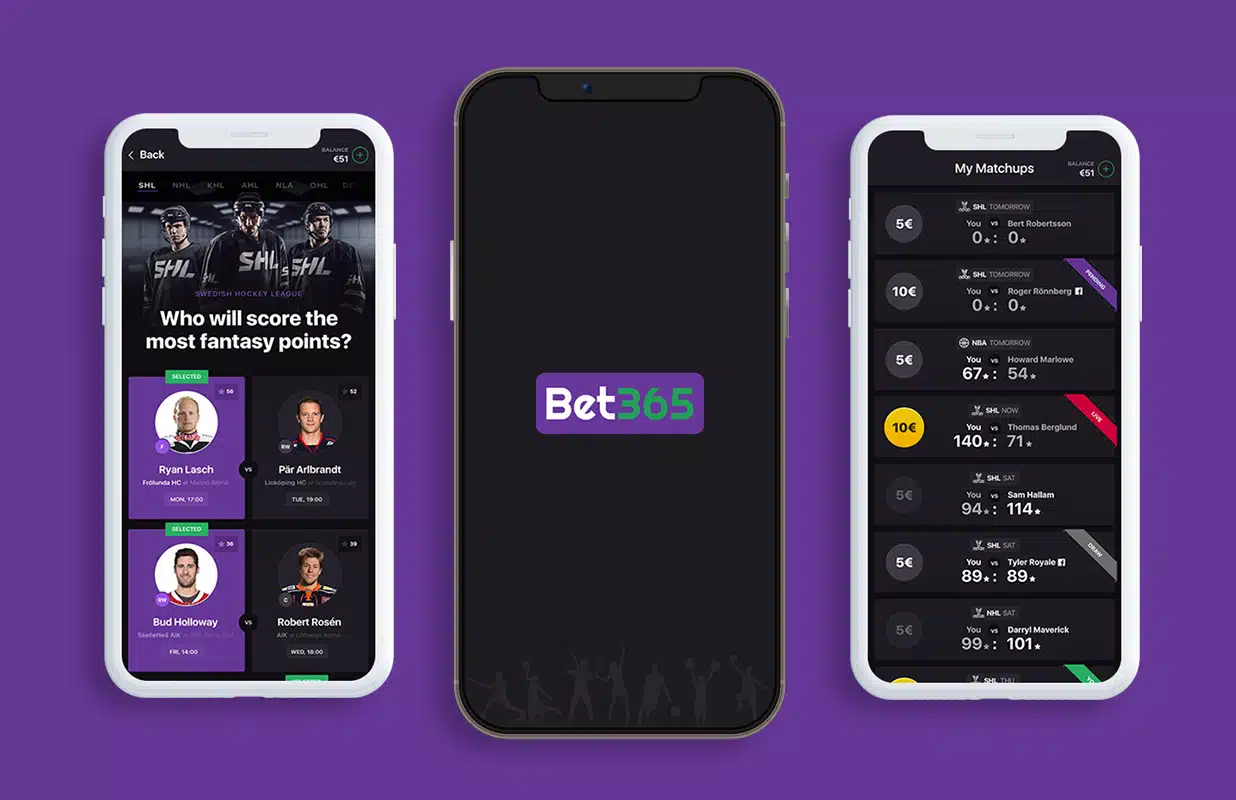 Back
BALANCE
€51
SHL NHL KHL AHL NLA OHL
SHL SHL SHL
SWEDISH HOCKEY LEAGUE
Who will score the
most fantasy points?
SELECTED
56
52
F
RW
Ryan Lasch
VS
Pär Arlbrandt
Frölunda HC at Malmö Arena
Linköping HC at
MON, 17:00
TUE, 19:00
SELECTED
36
39
RW
C
Bud Holloway
VS
Robert Rosén
Skellefteå AIK at
AIK at Löfbergs Arena
FRI, 14:00
WED, 18:00
SELECTED
Bet365
My Matchups
BALANCE
€51
SHL TOMORROW
5€
You vs Bert Robertsson
0 : 0
SHL TOMORROW
PENDING
10€
You vs Roger Rönnberg
0 : 0
NBA TOMORROW
5€
You vs Howard Marlowe
67 : 54
SHL NOW
LIVE
10€
You vs Thomas Berglund
140 : 71
SHL SAT
5€
You vs Sam Hallam
94 : 114
SHL SAT
DRAW
5€
You vs Tyler Royale
89 : 89
NHL SAT
5€
You vs Darryl Maverick
99 : 101
SHL THU